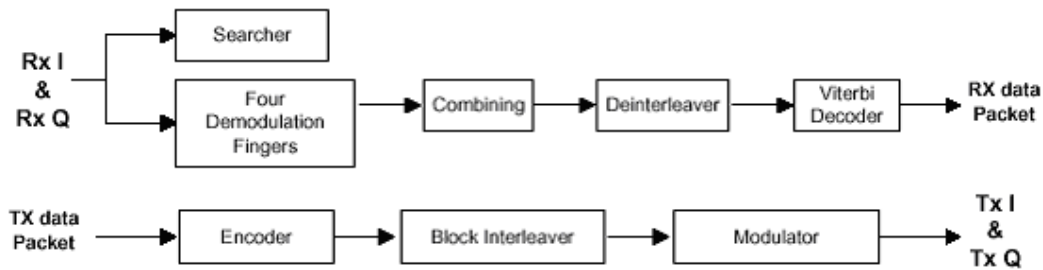 Rx I
&
Rx Q
Searcher
Four
Demodulation
Fingers
Combining
Deinterleaver
Viterbi
Decoder
RX data
Packet
TX data
Packet
Encoder
Block Interleaver
Modulator
Tx I
&
Tx Q